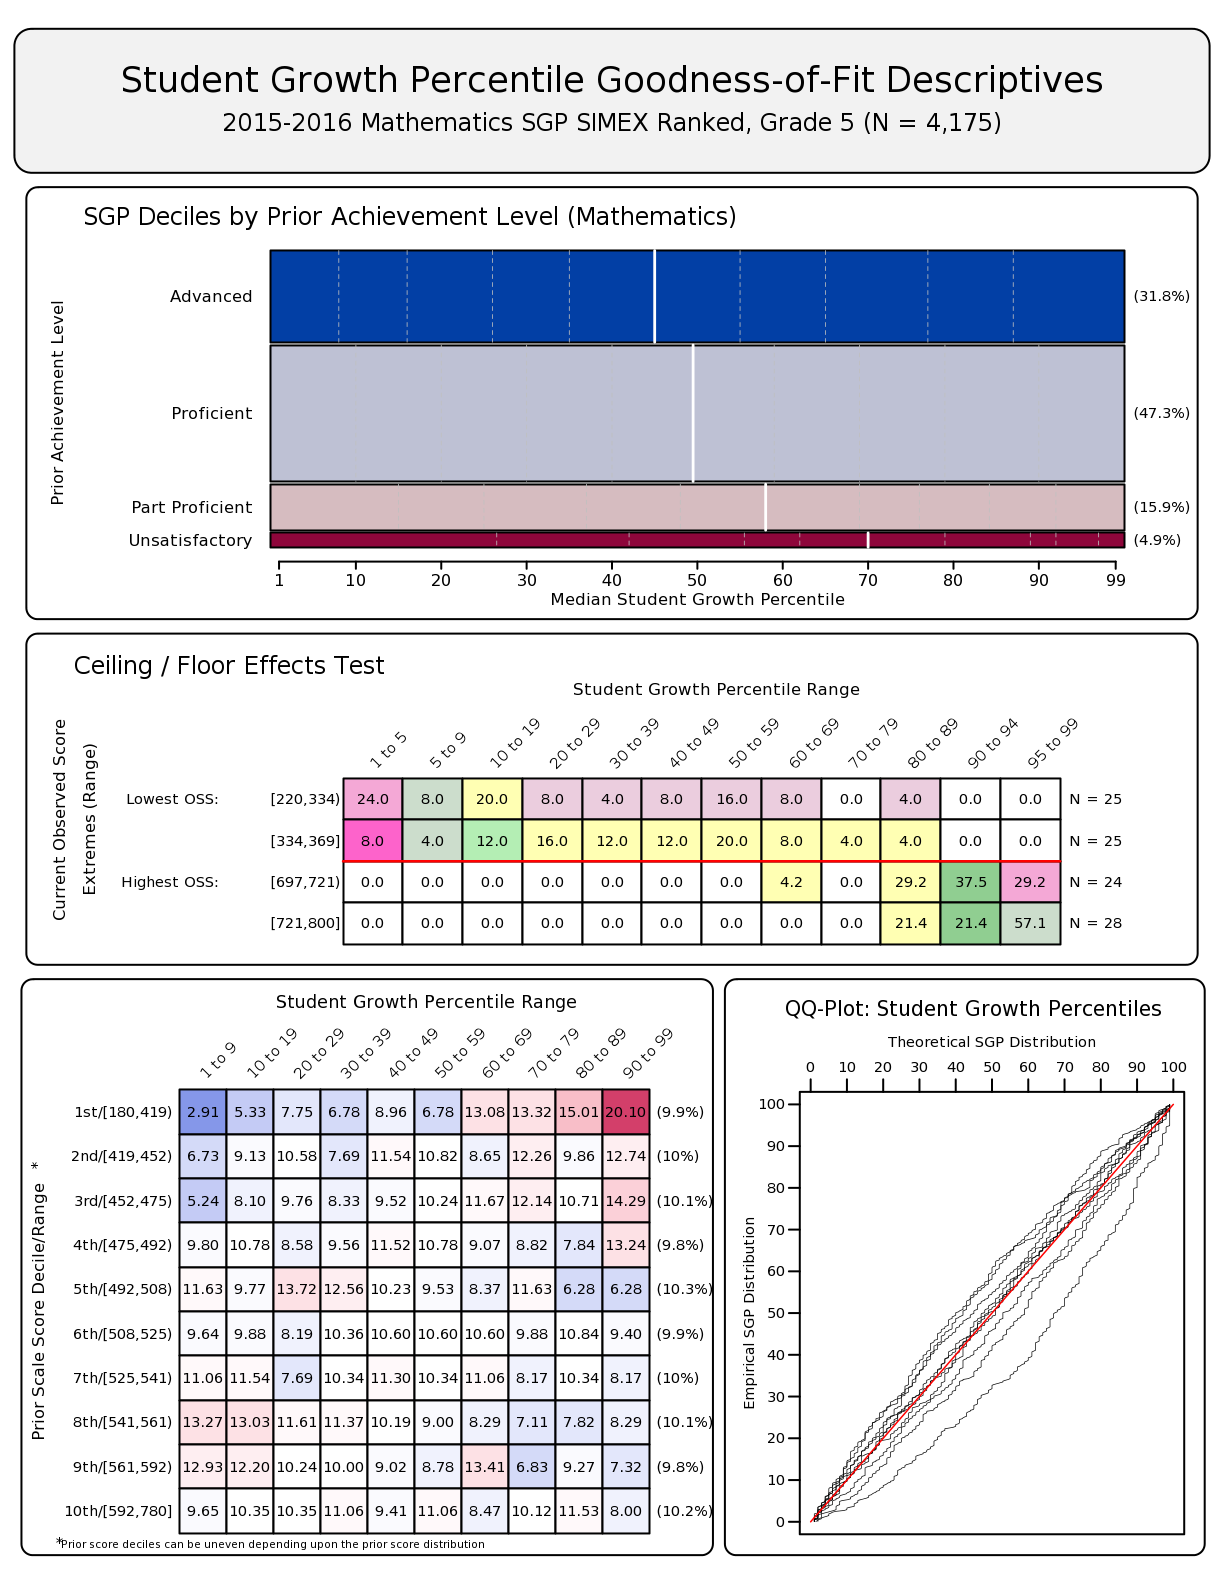 Student Growth Percentile Goodness-of-Fit Descriptives
2015-2016 Mathematics SGP SIMEX Ranked, Grade 5 (N = 4,175)
SGP Deciles by Prior Achievement Level (Mathematics)
Prior Achievement Level
Advanced (31.8%)
Proficient (47.3%)
Part Proficient (15.9%)
Unsatisfactory (4.9%)
1 10 20 30 40 50 60 70 80 90 99
Median Student Growth Percentile
Ceiling / Floor Effects Test
Student Growth Percentile Range
Current Observed Score
Extremes (Range)
1 to 5 5 to 9 10 to 19 20 to 29 30 to 39 40 to 49 50 to 59 60 to 69 70 to 79 80 to 89 90 to 94 95 to 99
Lowest OSS: [220,334) 24.0 8.0 20.0 8.0 4.0 8.0 16.0 8.0 0.0 4.0 0.0 0.0 N = 25
[334,369] 8.0 4.0 12.0 16.0 12.0 12.0 20.0 8.0 4.0 4.0 0.0 0.0 N = 25
Highest OSS: [697,721) 0.0 0.0 0.0 0.0 0.0 0.0 0.0 4.2 0.0 29.2 37.5 29.2 N = 24
[721,800] 0.0 0.0 0.0 0.0 0.0 0.0 0.0 0.0 0.0 21.4 21.4 57.1 N = 28
Student Growth Percentile Range
Prior Scale Score Decile/Range *
1 to 9 10 to 19 20 to 29 30 to 39 40 to 49 50 to 59 60 to 69 70 to 79 80 to 89 90 to 99
1st/[180,419) 2.91 5.33 7.75 6.78 8.96 6.78 13.08 13.32 15.01 20.10 (9.9%)
2nd/[419,452) 6.73 9.13 10.58 7.69 11.54 10.82 8.65 12.26 9.86 12.74 (10%)
3rd/[452,475) 5.24 8.10 9.76 8.33 9.52 10.24 11.67 12.14 10.71 14.29 (10.1%)
4th/[475,492) 9.80 10.78 8.58 9.56 11.52 10.78 9.07 8.82 7.84 13.24 (9.8%)
5th/[492,508) 11.63 9.77 13.72 12.56 10.23 9.53 8.37 11.63 6.28 6.28 (10.3%)
6th/[508,525) 9.64 9.88 8.19 10.36 10.60 10.60 10.60 9.88 10.84 9.40 (9.9%)
7th/[525,541) 11.06 11.54 7.69 10.34 11.30 10.34 11.06 8.17 10.34 8.17 (10%)
8th/[541,561) 13.27 13.03 11.61 11.37 10.19 9.00 8.29 7.11 7.82 8.29 (10.1%)
9th/[561,592) 12.93 12.20 10.24 10.00 9.02 8.78 13.41 6.83 9.27 7.32 (9.8%)
10th/[592,780] 9.65 10.35 10.35 11.06 9.41 11.06 8.47 10.12 11.53 8.00 (10.2%)
*Prior score deciles can be uneven depending upon the prior score distribution
QQ-Plot: Student Growth Percentiles
Theoretical SGP Distribution
0 10 20 30 40 50 60 70 80 90 100
Empirical SGP Distribution
100
90
80
70
60
50
40
30
20
10
0